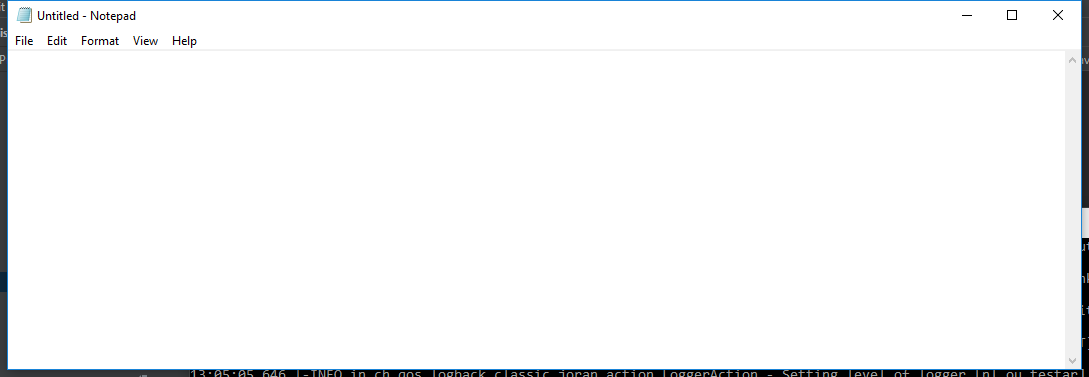 Untitled - Notepad
File Edit Format View Help
13:05:05,646 |-INFO in ch.qos.logback.classic.joran.action.LoggerAction - Setting level of logger [nl.ou.testar